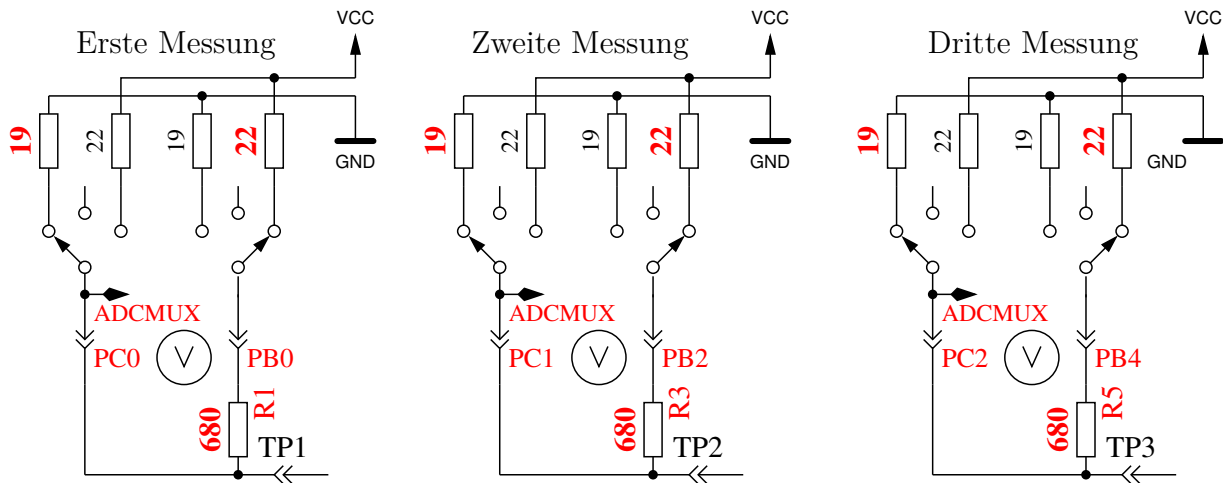 Erste Messung
VCC
19
22
19
22
GND
ADCMUX
PC0
V
PB0
680
R1
TP1
Zweite Messung
VCC
19
22
19
22
GND
ADCMUX
PC1
V
PB2
680
R3
TP2
Dritte Messung
VCC
19
22
19
22
GND
ADCMUX
PC2
V
PB4
680
R5
TP3